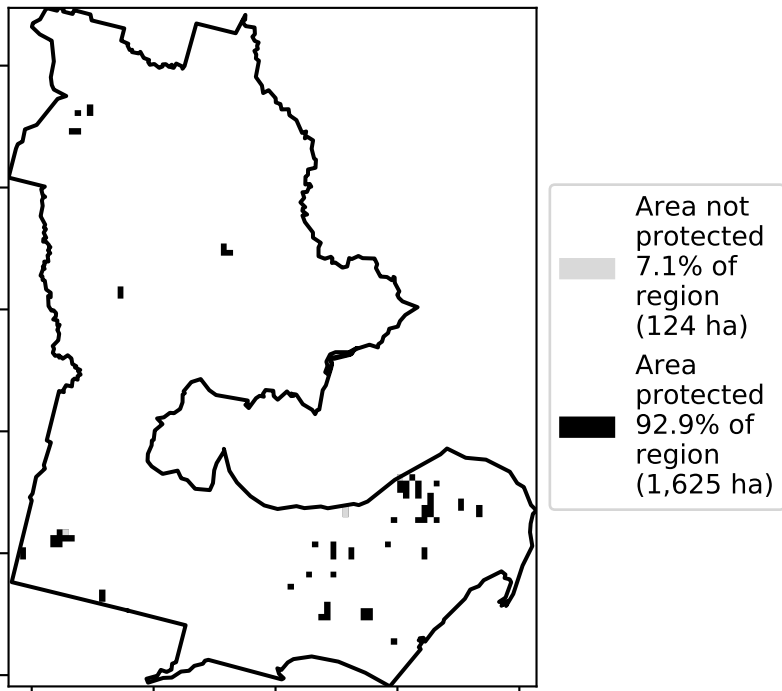 Area not
protected
7.1% of
region
(124 ha)
Area
protected
92.9% of
region
(1,625 ha)